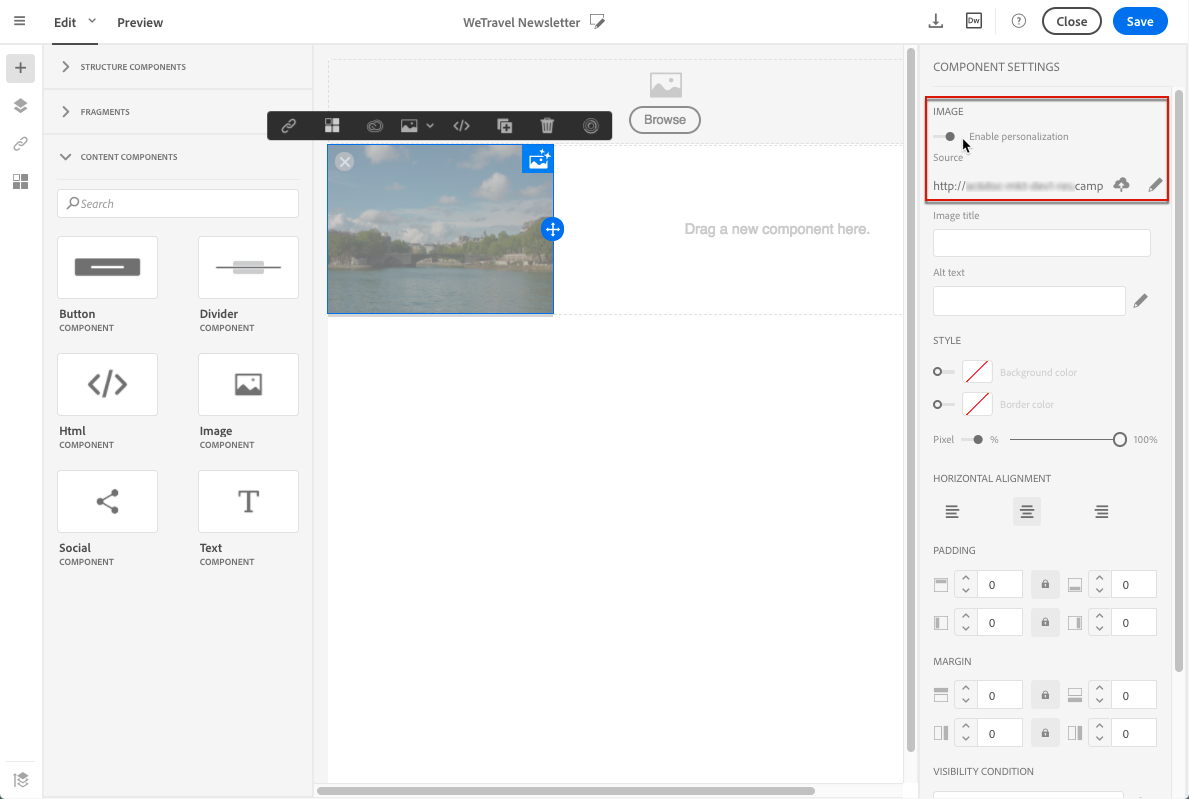 Edit
Preview
WeTravel Newsletter
Dw
?
Close
Save
STRUCTURE COMPONENTS
FRAGMENTS
CONTENT COMPONENTS
Search
Button
COMPONENT
Divider
COMPONENT
Html
COMPONENT
Image
COMPONENT
Social
COMPONENT
T
Text
COMPONENT
Browse
Drag a new component here.
COMPONENT SETTINGS
IMAGE
Enable personalization
Source
http:// camp
Image title
Alt text
STYLE
Background color
Border color
Pixel % 100%
HORIZONTAL ALIGNMENT
PADDING
0 0
0 0
MARGIN
0 0
0 0
VISIBILITY CONDITION